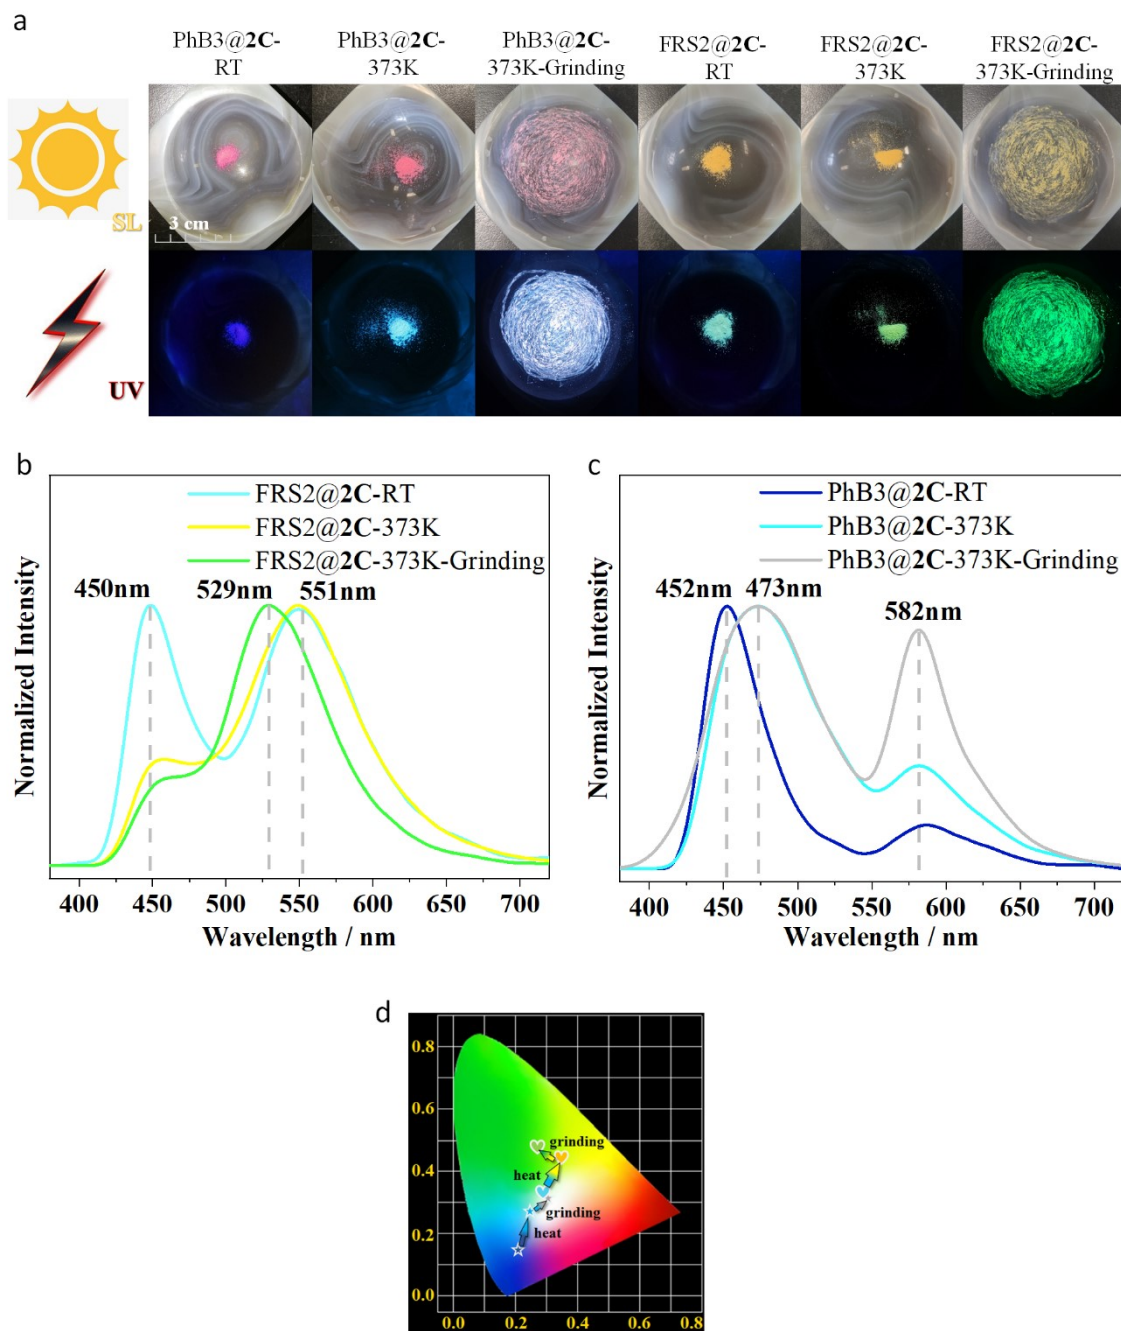 a
PhB3@2C-
RT
PhB3@2C-
373K
PhB3@2C-
373K-Grinding
FRS2@2C-
RT
FRS2@2C-
373K
FRS2@2C-
373K-Grinding
SL
3 cm
UV
b
FRS2@2C-RT
FRS2@2C-373K
FRS2@2C-373K-Grinding
450nm
529nm
551nm
Normalized Intensity
400 450 500 550 600 650 700
Wavelength / nm
c
PhB3@2C-RT
PhB3@2C-373K
PhB3@2C-373K-Grinding
452nm
473nm
582nm
Normalized Intensity
400 450 500 550 600 650 700
Wavelength / nm
d
0.8
0.6
0.4
0.2
0.0
grinding
heat
grinding
heat
0.0 0.2 0.4 0.6 0.8